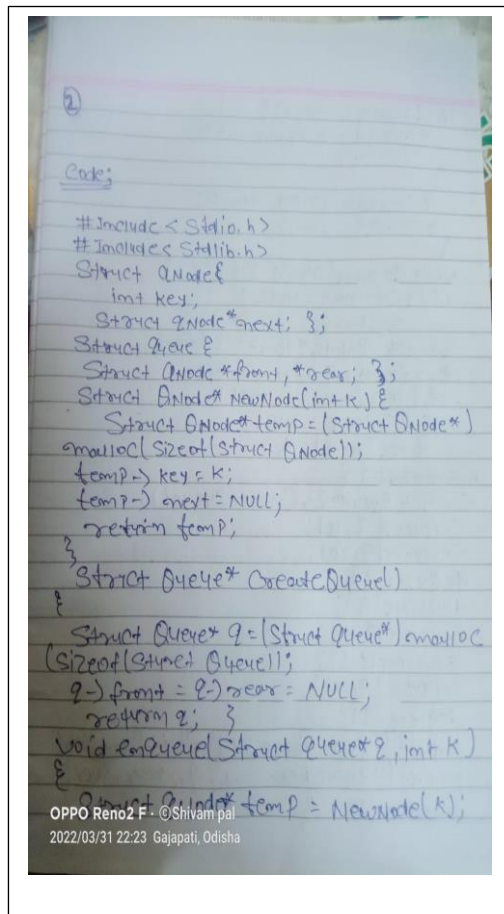 2
Code;
#Include < Stdio.h>
#Include< Stdlib.h>
Struct QNode{
int key;
Struct qNode* next; };
Struct queue {
Struct QNode *front, *rear; };
Struct QNode* NewNode(int k) {
Struct QNode* temp = (Struct QNode*)
malloc(Sizeof(Struct QNode));
temp-> key = k;
temp-> next = NULL;
return temp;
}
Struct Queue* CreateQueue()
{
Struct Queue* q = (Struct queue*) malloc
(Sizeof(Struct Queue));
q-> front = q-> rear = NULL;
return q; }
void enqueue(Struct queue* q, int k)
{
Struct QNode* temp = NewNode(k);
OPPO Reno2 F · ©Shivam pal
2022/03/31 22:23 Gajapati, Odisha